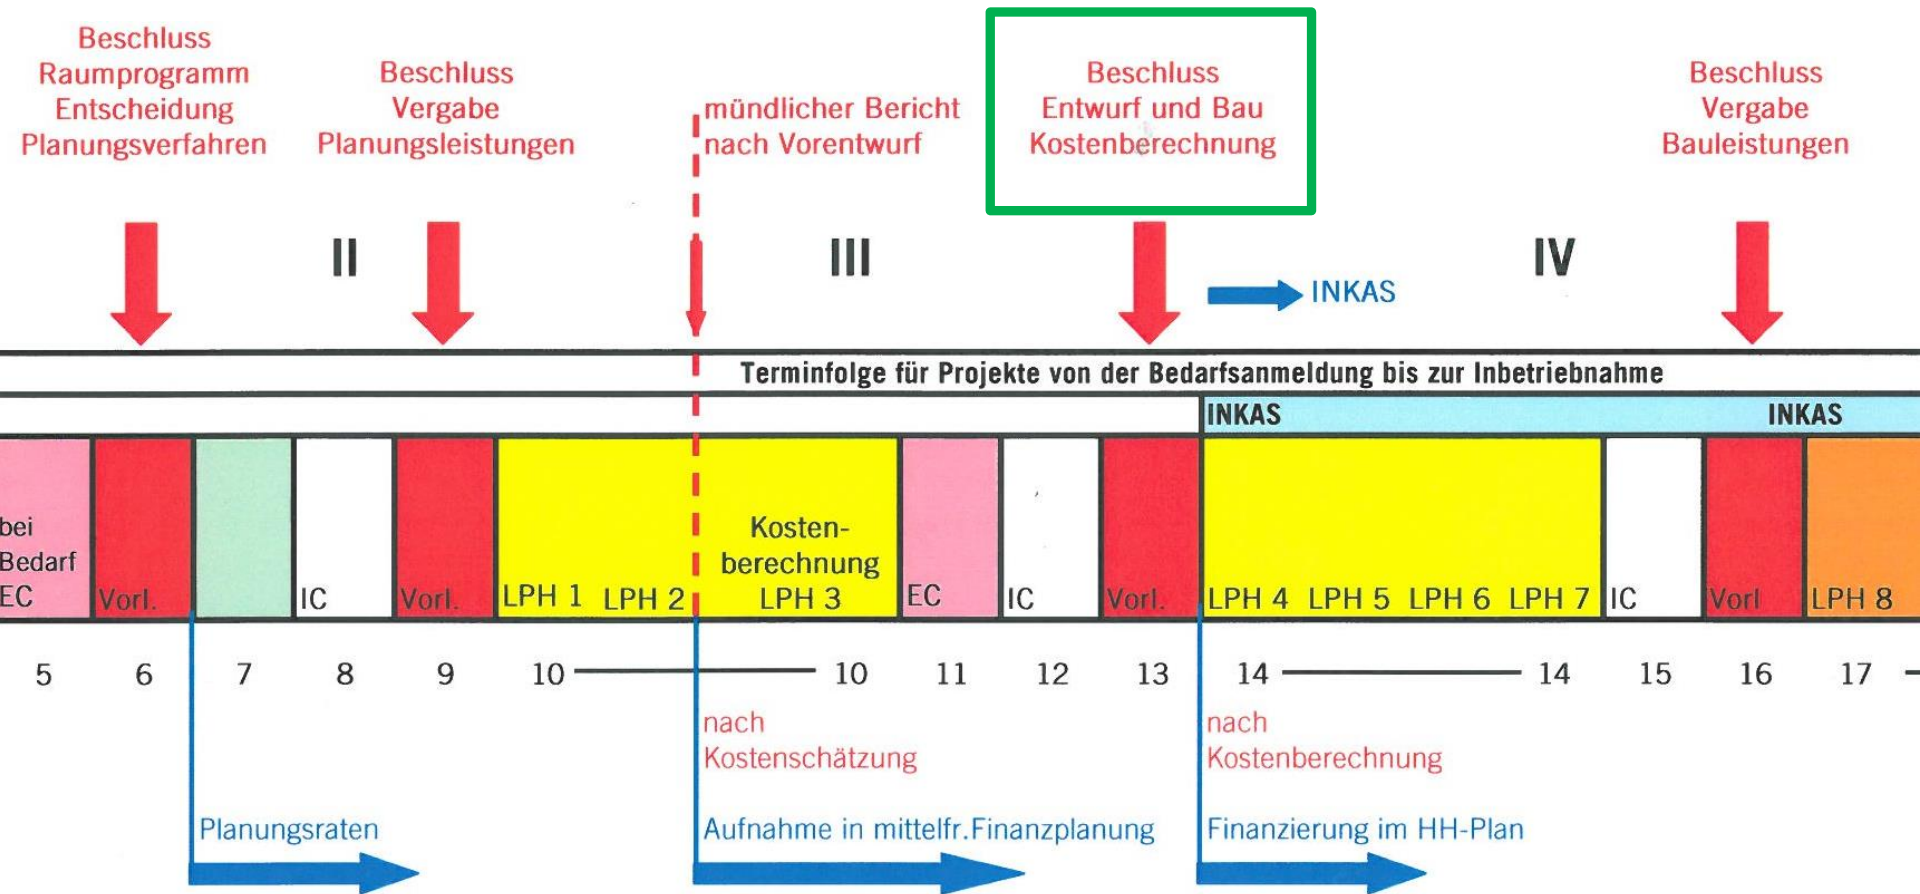 Beschluss
Raumprogramm
Entscheidung
Planungsverfahren
Beschluss
Vergabe
Planungsleistungen
mündlicher Bericht
nach Vorentwurf
Beschluss
Entwurf und Bau
Kostenberechnung
Beschluss
Vergabe
Bauleistungen
II
III
IV
INKAS
Terminfolge für Projekte von der Bedarfsanmeldung bis zur Inbetriebnahme
INKAS
INKAS
bei
Bedarf
EC
Vorl.
IC
Vorl.
LPH 1
LPH 2
Kosten-
berechnung
LPH 3
EC
IC
Vorl.
LPH 4
LPH 5
LPH 6
LPH 7
IC
Vorl
LPH 8
5
6
7
8
9
10
10
11
12
13
14
14
15
16
17
nach
Kostenschätzung
nach
Kostenberechnung
Planungsraten
Aufnahme in mittelfr.Finanzplanung
Finanzierung im HH-Plan